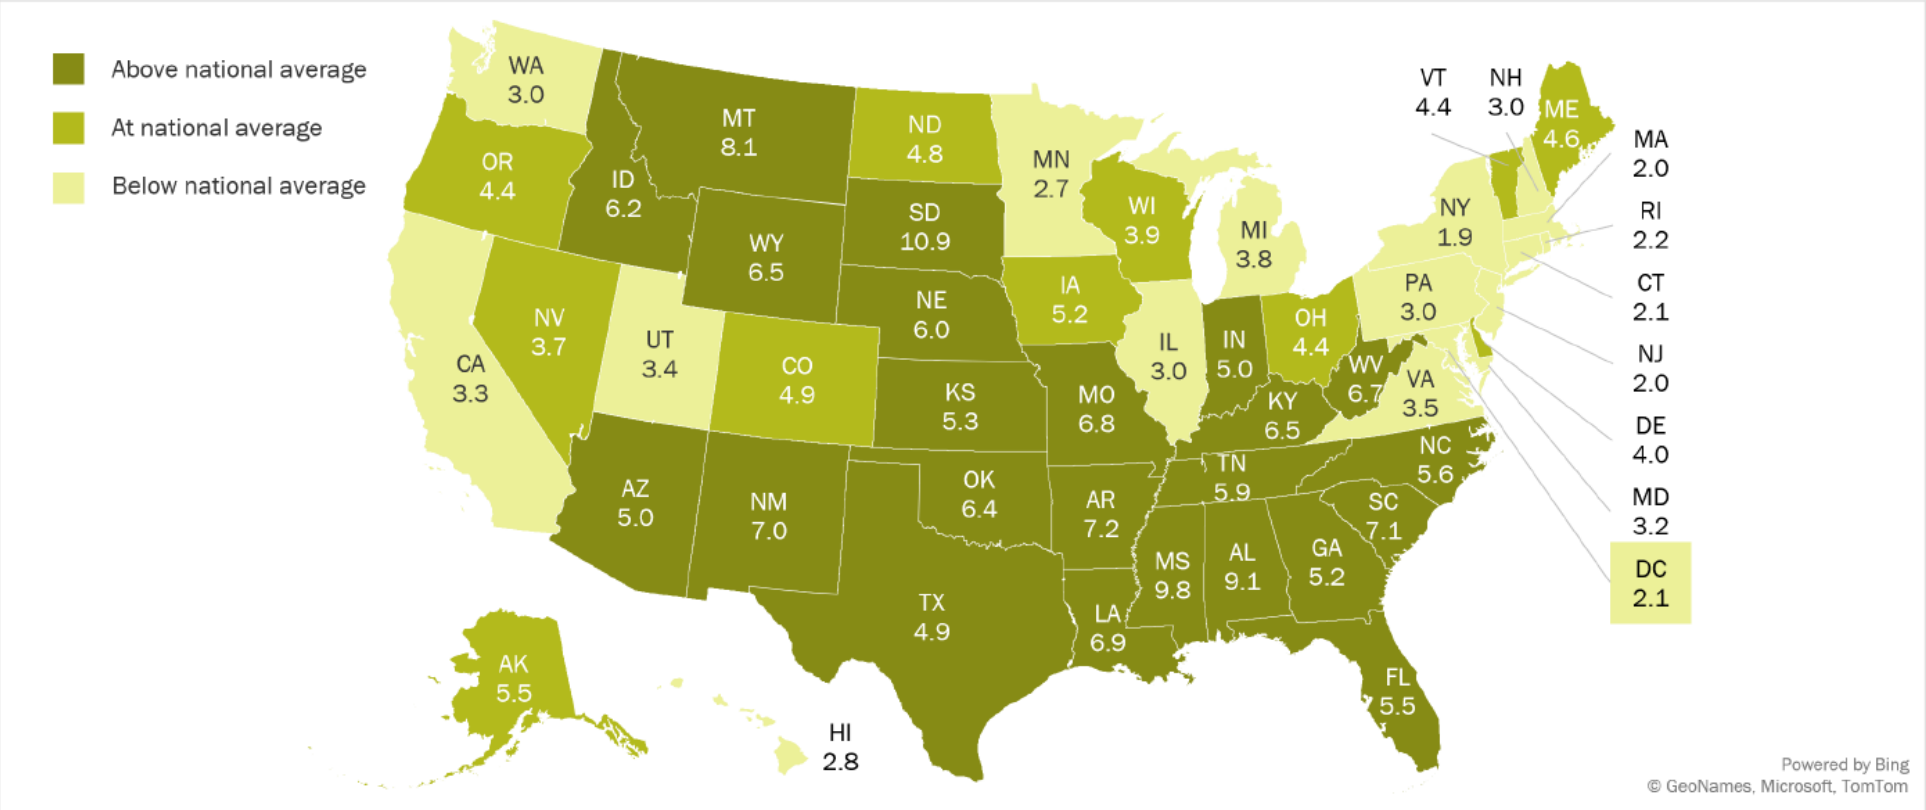 Above national average
At national average
Below national average
WA
3.0
OR
4.4
CA
3.3
NV
3.7
ID
6.2
MT
8.1
WY
6.5
UT
3.4
CO
4.9
AZ
5.0
NM
7.0
ND
4.8
SD
10.9
NE
6.0
KS
5.3
OK
6.4
TX
4.9
MN
2.7
IA
5.2
MO
6.8
AR
7.2
LA
6.9
WI
3.9
IL
3.0
MI
3.8
IN
5.0
OH
4.4
KY
6.5
TN
5.9
MS
9.8
AL
9.1
GA
5.2
FL
5.5
SC
7.1
NC
5.6
VA
3.5
WV
6.7
PA
3.0
NY
1.9
VT
4.4
NH
3.0
ME
4.6
MA
2.0
RI
2.2
CT
2.1
NJ
2.0
DE
4.0
MD
3.2
DC
2.1
AK
5.5
HI
2.8
Powered by Bing
© GeoNames, Microsoft, TomTom